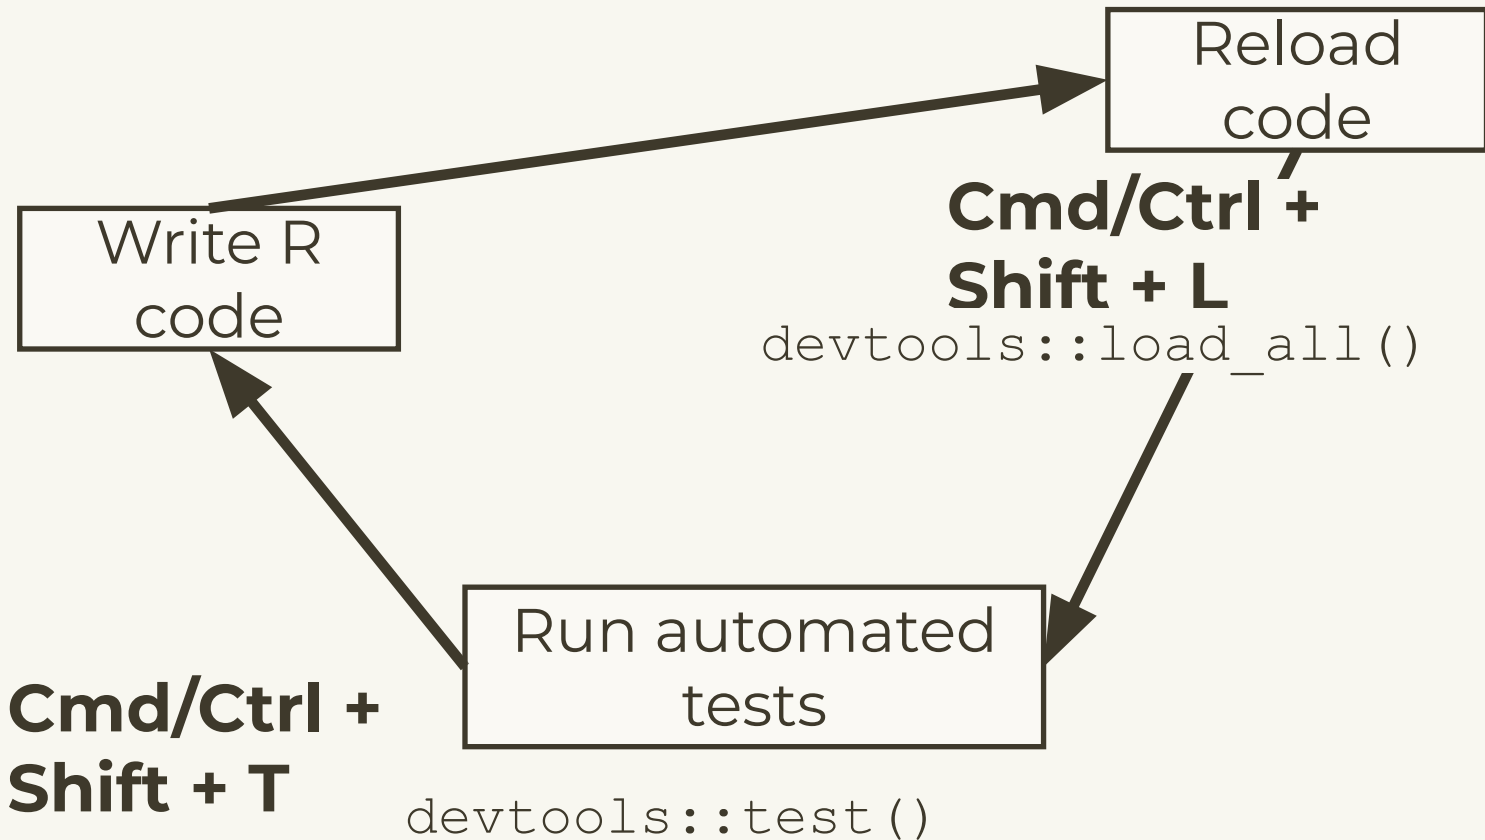 Reload
code
Cmd/Ctrl +
Shift + L
devtools::load_all()
Write R
code
Run automated
tests
Cmd/Ctrl +
Shift + T
devtools::test()